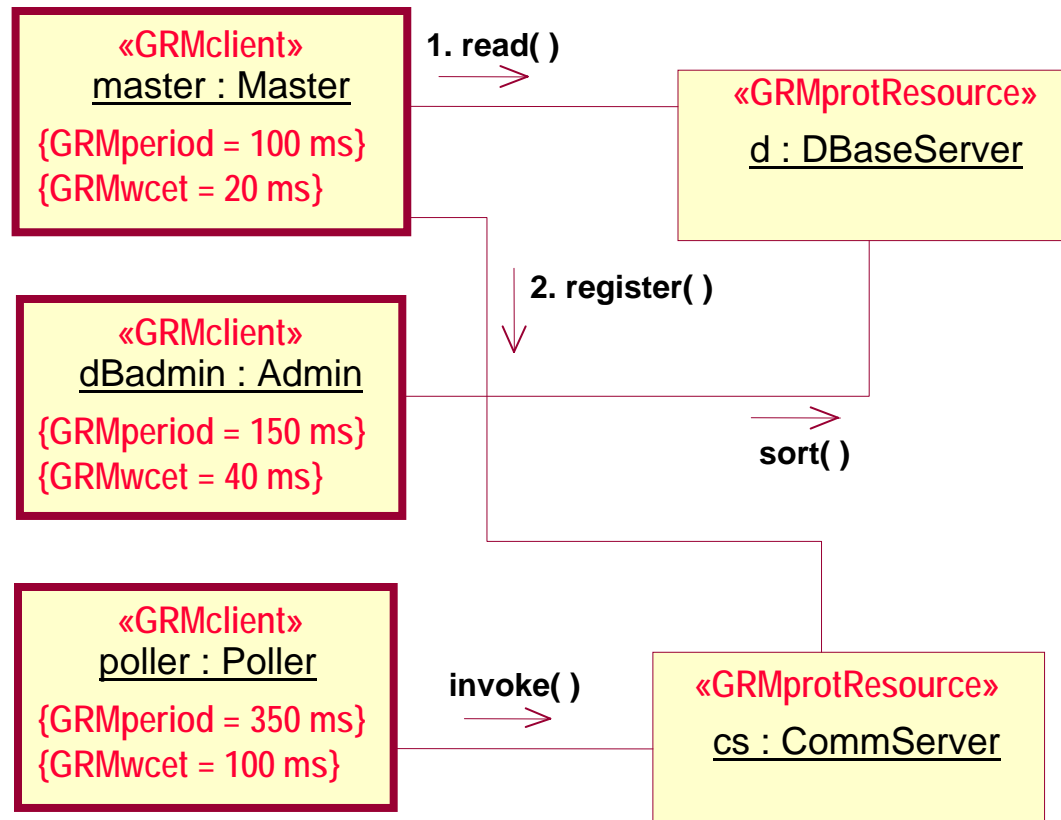 «GRMclient»
master : Master
{GRMperiod = 100 ms}
{GRMwcet = 20 ms}
1. read( )
«GRMprotResource»
d : DBaseServer
2. register( )
«GRMclient»
dBadmin : Admin
{GRMperiod = 150 ms}
{GRMwcet = 40 ms}
sort( )
«GRMclient»
poller : Poller
{GRMperiod = 350 ms}
{GRMwcet = 100 ms}
invoke( )
«GRMprotResource»
cs : CommServer